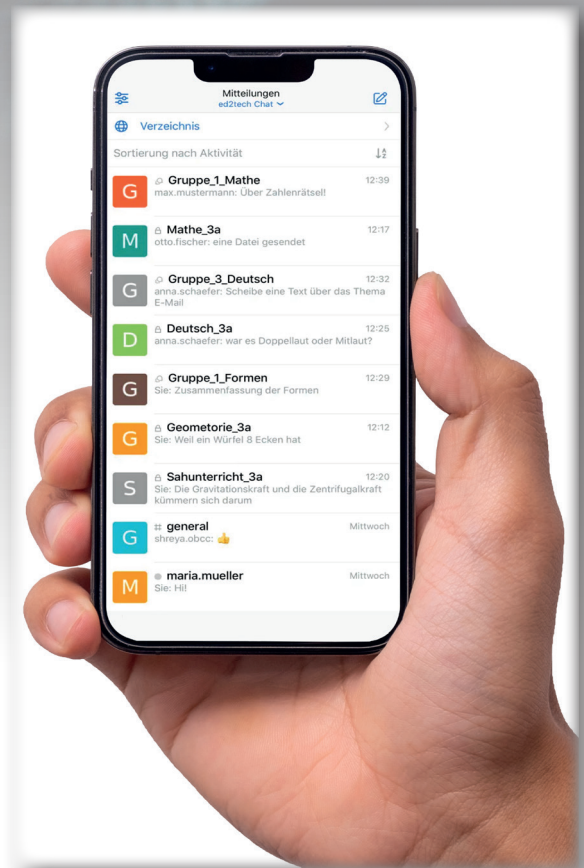 Mitteilungen
ed2tech Chat
Verzeichnis
Sortierung nach Aktivität
G
Gruppe_1_Mathe 12:39
max.mustermann: Über Zahlenrätsel!
M
Mathe_3a 12:17
otto.fischer: eine Datei gesendet
G
Gruppe_3_Deutsch 12:32
anna.schaefer: Scheibe eine Text über das Thema
E-Mail
D
Deutsch_3a 12:25
anna.schaefer: war es Doppellaut oder Mitlaut?
G
Gruppe_1_Formen 12:29
Sie: Zusammenfassung der Formen
G
Geometorie_3a 12:12
Sie: Weil ein Würfel 8 Ecken hat
S
Sahunterricht_3a 12:20
Sie: Die Gravitationskraft und die Zentrifugalkraft
kümmern sich darum
G
# general Mittwoch
shreya.obcc: 👍
M
maria.mueller Mittwoch
Sie: Hi!